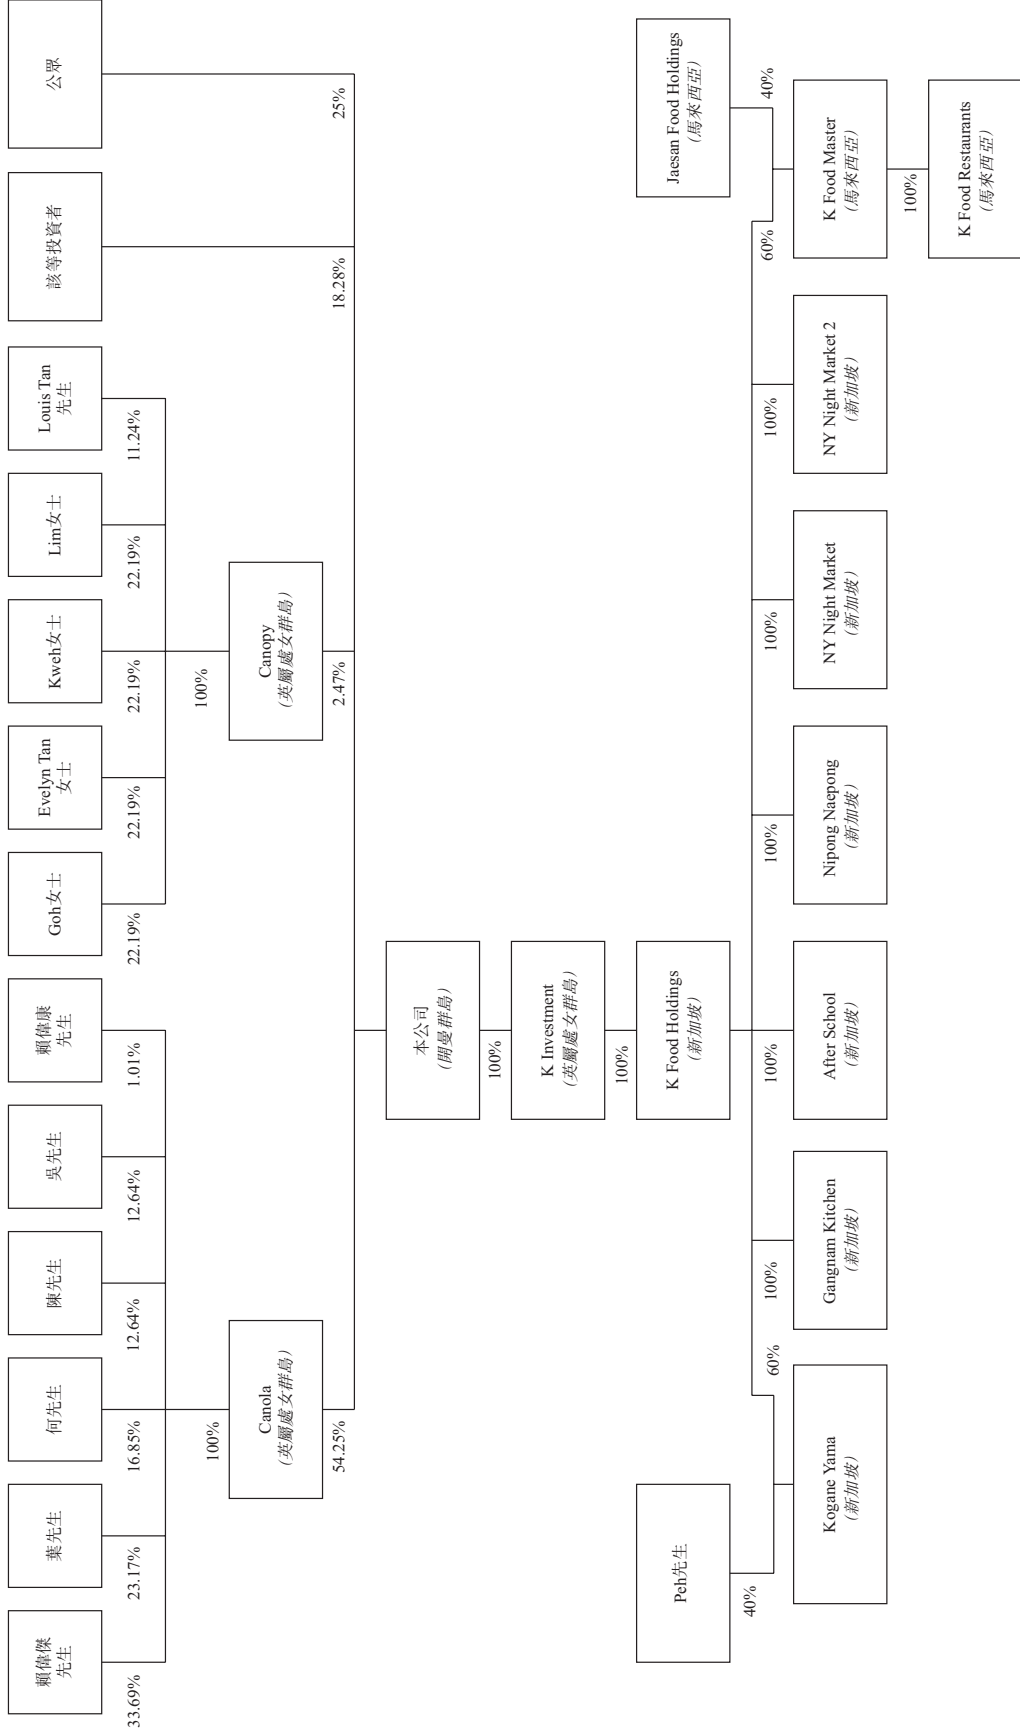 賴偉傑
先生
葉先生
何先生
陳先生
吳先生
賴偉康
先生
Goh女士
Evelyn Tan
女士
Kweh女士
Lim女士
Louis Tan
先生
該等投資者
公眾
33.69%
23.17%
16.85%
12.64%
12.64%
1.01%
22.19%
22.19%
22.19%
22.19%
11.24%
100%
100%
Canola
(英屬處女群島)
Canopy
(英屬處女群島)
54.25%
2.47%
18.28%
25%
本公司
(開曼群島)
100%
K Investment
(英屬處女群島)
100%
Peh先生
K Food Holdings
(新加坡)
Jaesan Food Holdings
(馬來西亞)
40%
60%
100%
100%
100%
100%
100%
60%
40%
Kogane Yama
(新加坡)
Gangnam Kitchen
(新加坡)
After School
(新加坡)
Nipong Naepong
(新加坡)
NY Night Market
(新加坡)
NY Night Market 2
(新加坡)
K Food Master
(馬來西亞)
100%
K Food Restaurants
(馬來西亞)